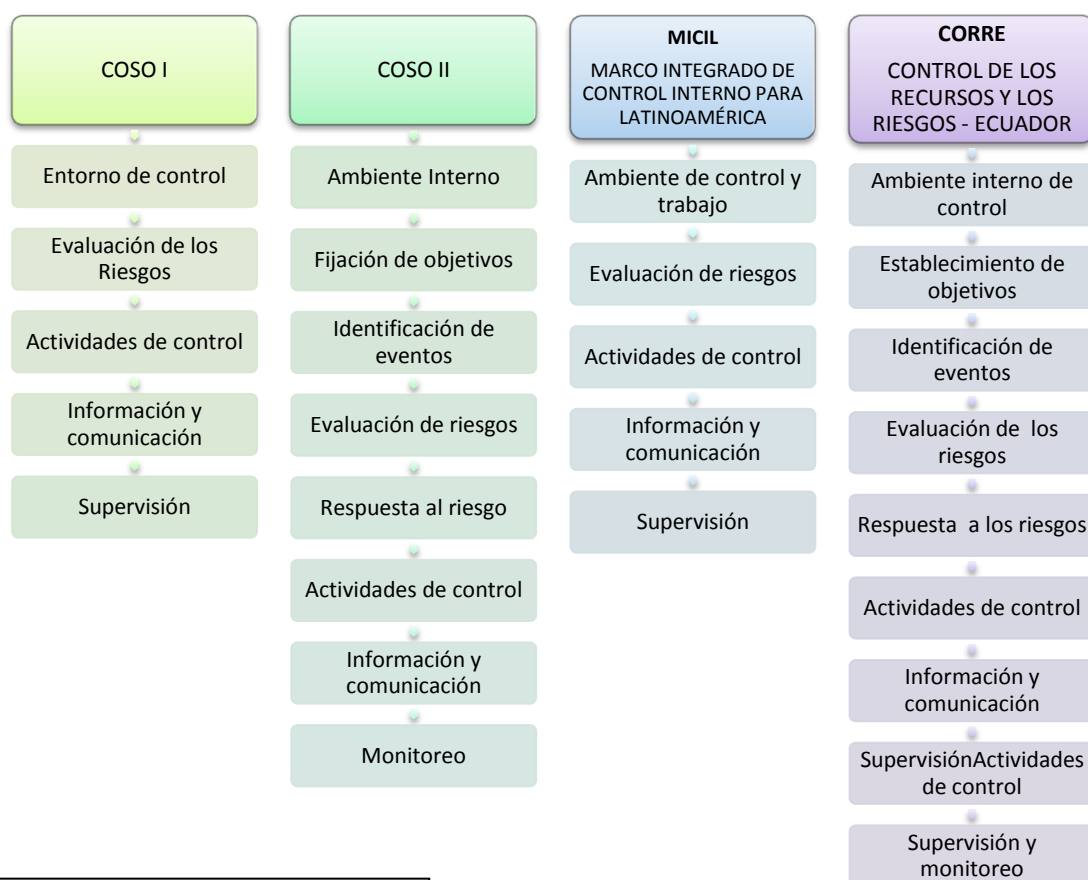 COSO I
Entorno de control
Evaluación de los
Riesgos
Actividades de control
Información y
comunicación
Supervisión
COSO II
Ambiente Interno
Fijación de objetivos
Identificación de
eventos
Evaluación de riesgos
Respuesta al riesgo
Actividades de control
Información y
comunicación
Monitoreo
MICIL
MARCO INTEGRADO DE
CONTROL INTERNO PARA
LATINOAMÉRICA
Ambiente de control y
trabajo
Evaluación de riesgos
Actividades de control
Información y
comunicación
Supervisión
CORRE
CONTROL DE LOS
RECURSOS Y LOS
RIESGOS - ECUADOR
Ambiente interno de
control
Establecimiento de
objetivos
Identificación de
eventos
Evaluación de  los
riesgos
Respuesta  a los riesgos
Actividades de control
Información y
comunicación
SupervisiónActividades
de control
Supervisión y
monitoreo